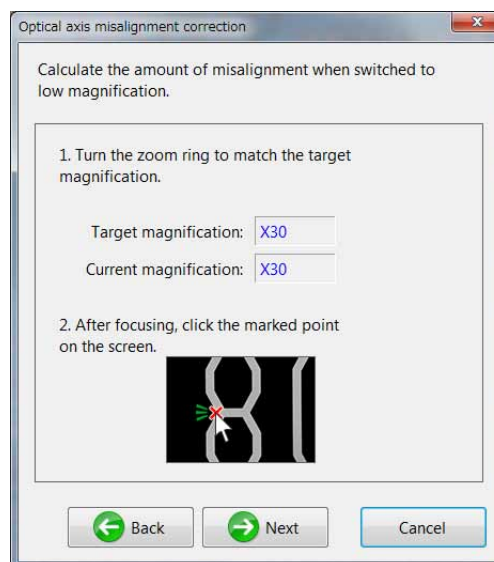 Optical axis misalignment correction
Calculate the amount of misalignment when switched to
low magnification.
1. Turn the zoom ring to match the target
magnification.
Target magnification: X30
Current magnification: X30
2. After focusing, click the marked point
on the screen.
81
Back Next Cancel